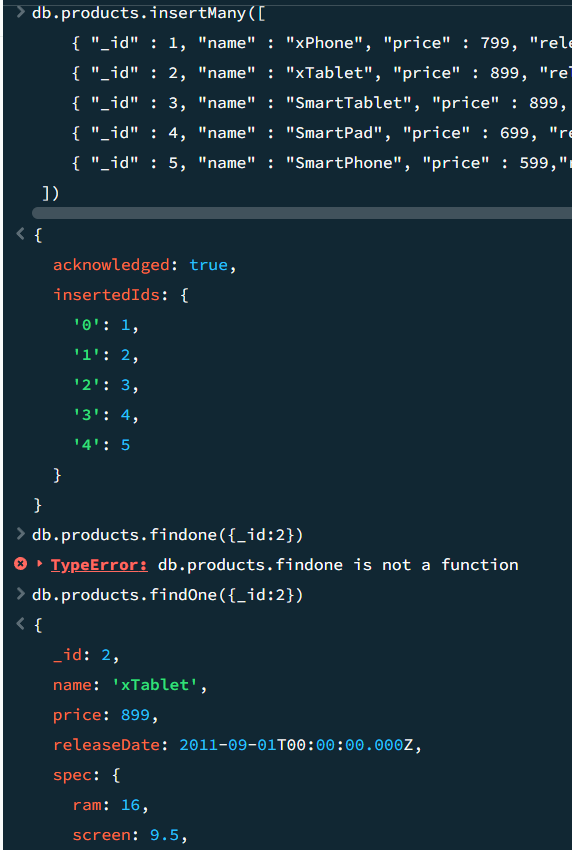 db.products.insertMany([
{ "_id" : 1, "name" : "xPhone", "price" : 799, "rele
{ "_id" : 2, "name" : "xTablet", "price" : 899, "rel
{ "_id" : 3, "name" : "SmartTablet", "price" : 899,
{ "_id" : 4, "name" : "SmartPad", "price" : 699, "re
{ "_id" : 5, "name" : "SmartPhone", "price" : 599,"r
])
{
acknowledged: true,
insertedIds: {
'0': 1,
'1': 2,
'2': 3,
'3': 4,
'4': 5
}
}
db.products.findone({_id:2})
TypeError: db.products.findone is not a function
db.products.findOne({_id:2})
{
_id: 2,
name: 'xTablet',
price: 899,
releaseDate: 2011-09-01T00:00:00.000Z,
spec: {
ram: 16,
screen: 9.5,